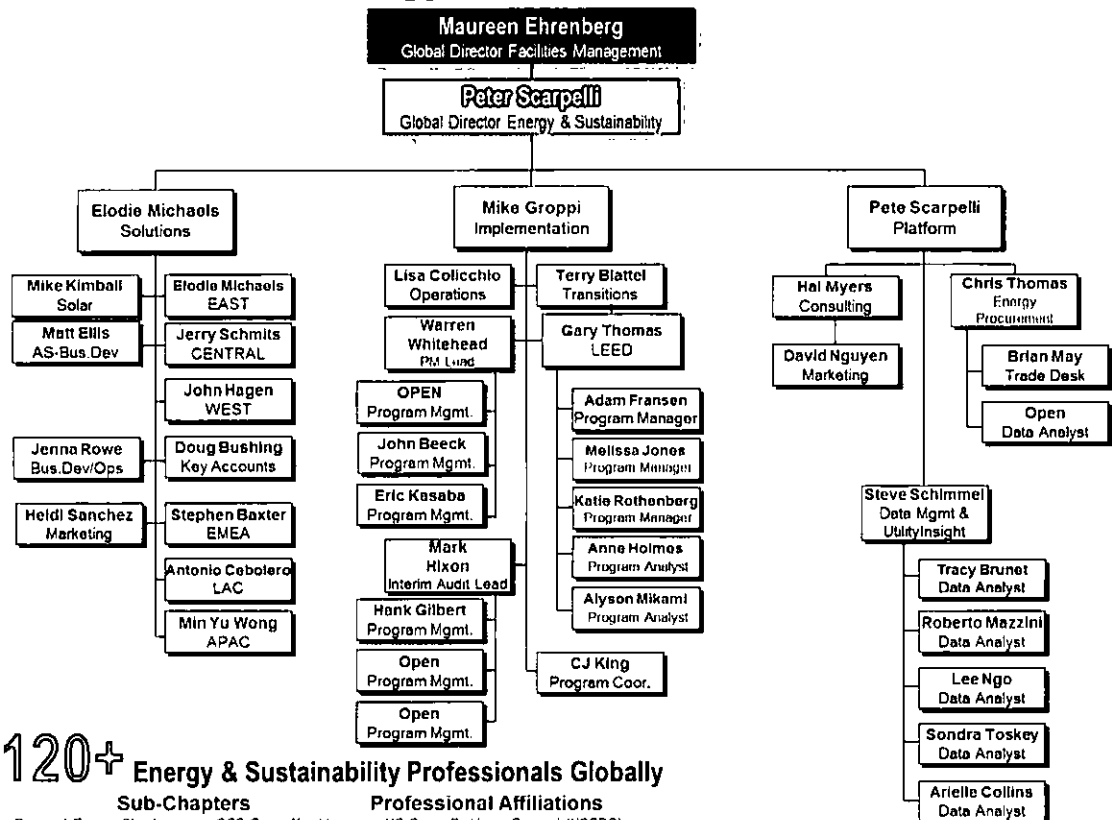 Maureen Ehrenberg
Global Director Facilities Management
Peter Scarpelli
Global Director Energy & Sustainability
Elodie Michaels
Solutions
Mike Kimball
Solar
Elodie Michaels
EAST
Matt Ellis
AS-Bus.Dev
Jerry Schmits
CENTRAL
John Hagen
WEST
Jenna Rowe
Bus.Dev/Ops
Doug Bushing
Key Accounts
Heidi Sanchez
Marketing
Stephen Baxter
EMEA
Antonio Cebolero
LAC
Min Yu Wong
APAC
Mike Groppi
Implementation
Lisa Colicchio
Operations
Terry Blattel
Transitions
Warren
Whitehead
PM Lead
Gary Thomas
LEED
OPEN
Program Mgmt.
John Beeck
Program Mgmt.
Eric Kasaba
Program Mgmt.
Mark
Hixon
Interim Audit Lead
Hank Gilbert
Program Mgmt.
Open
Program Mgmt.
Open
Program Mgmt.
Adam Fransen
Program Manager
Melissa Jones
Program Manager
Katie Rothenberg
Program Manager
Anne Holmes
Program Analyst
Alyson Mikami
Program Analyst
CJ King
Program Coor.
Pete Scarpelli
Platform
Hal Myers
Consulting
David Nguyen
Marketing
Chris Thomas
Energy
Procurement
Brian May
Trade Desk
Open
Data Analyst
Steve Schimmel
Data Mgmt &
UtilityInsight
Tracy Brunet
Data Analyst
Roberto Mazzini
Data Analyst
Lee Ngo
Data Analyst
Sondra Toskey
Data Analyst
Arielle Collins
Data Analyst
120+ Energy & Sustainability Professionals Globally
Sub-Chapters
Professional Affiliations